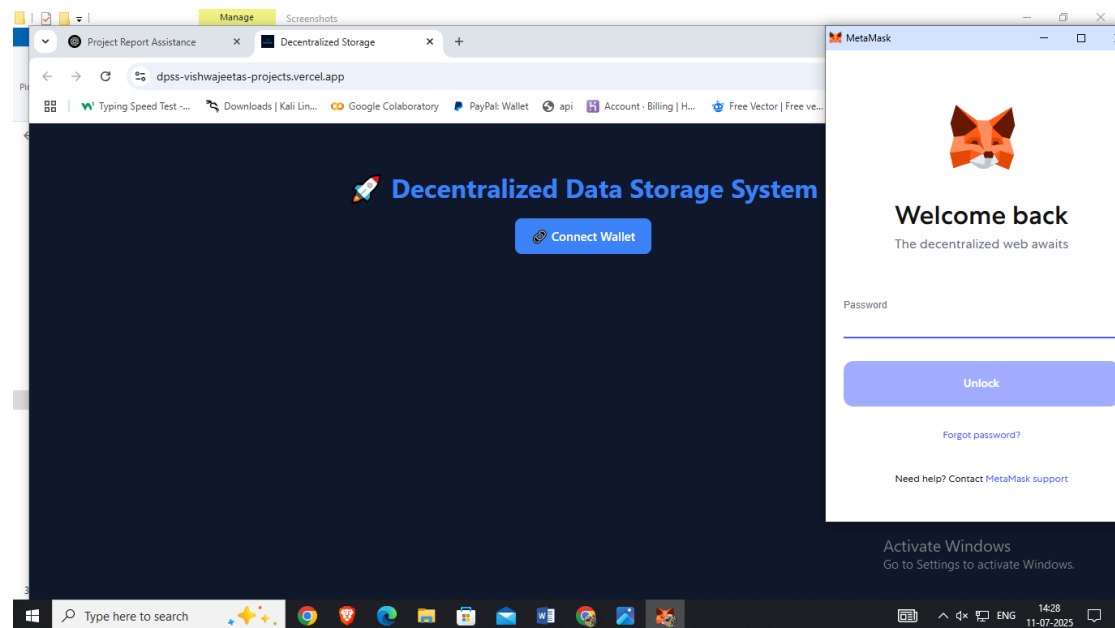 Manage
Screenshots
Project Report Assistance
Decentralized Storage
MetaMask
dpss-vishwajeetas-projects.vercel.app
Typing Speed Test -...
Downloads | Kali Lin...
Google Colaboratory
PayPal: Wallet
api
Account · Billing | H...
Free Vector | Free ve...
🚀 Decentralized Data Storage System
🔗 Connect Wallet
Welcome back
The decentralized web awaits
Password
Unlock
Forgot password?
Need help? Contact MetaMask support
Activate Windows
Go to Settings to activate Windows.
Type here to search
ENG
14:28
11-07-2025